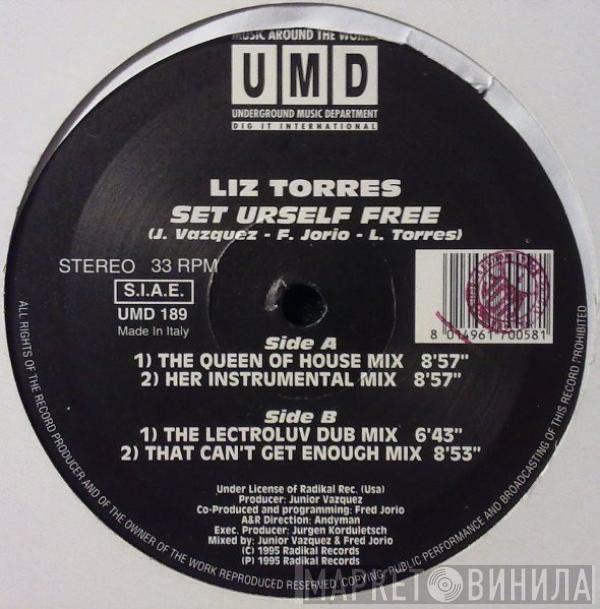 MUSIC AROUND THE WORLD
UMD
UNDERGROUND MUSIC DEPARTMENT
DIG IT INTERNATIONAL
LIZ TORRES
SET URSELF FREE
(J. Vazquez - F. Jorio - L. Torres)
STEREO 33 RPM
S.I.A.E.
UMD 189
Made in Italy
8 014961 700581
Side A
1) THE QUEEN OF HOUSE MIX 8'57"
2) HER INSTRUMENTAL MIX 8'57"
Side B
1) THE LECTROLUV DUB MIX 6'43"
2) THAT CAN'T GET ENOUGH MIX 8'53"
Under License of Radikal Rec. (Usa)
Producer: Junior Vazquez
Co-Produced and programming: Fred Jorio
A&R Direction: Andyman
Exec. Producer: Jurgen Korduletsch
Mixed by: Junior Vazquez & Fred Jorio
(C) 1995 Radikal Records
(P) 1995 Radikal Records
ALL RIGHTS OF THE RECORD PRODUCER AND OF THE OWNER OF THE WORK REPRODUCED RESERVED. COPYING, PUBLIC PERFORMANCE AND BROADCASTING OF THIS RECORD PROHIBITED
МАРКЕТ ВИНИЛА